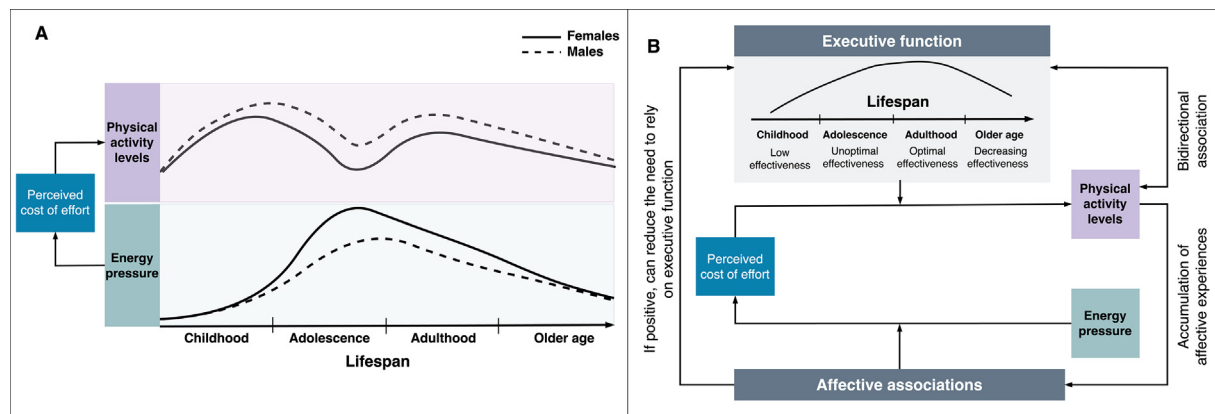 A
Females
Males
Physical
activity
levels
Perceived
cost of effort
Energy
pressure
Childhood
Adolescence
Adulthood
Older age
Lifespan
B
Executive function
Lifespan
Childhood
Adolescence
Adulthood
Older age
Low
effectiveness
Unoptimal
effectiveness
Optimal
effectiveness
Decreasing
effectiveness
If positive, can reduce the need to rely
on executive function
Bidirectional
association
Physical
activity
levels
Perceived
cost of effort
Energy
pressure
Accumulation of
affective experiences
Affective associations